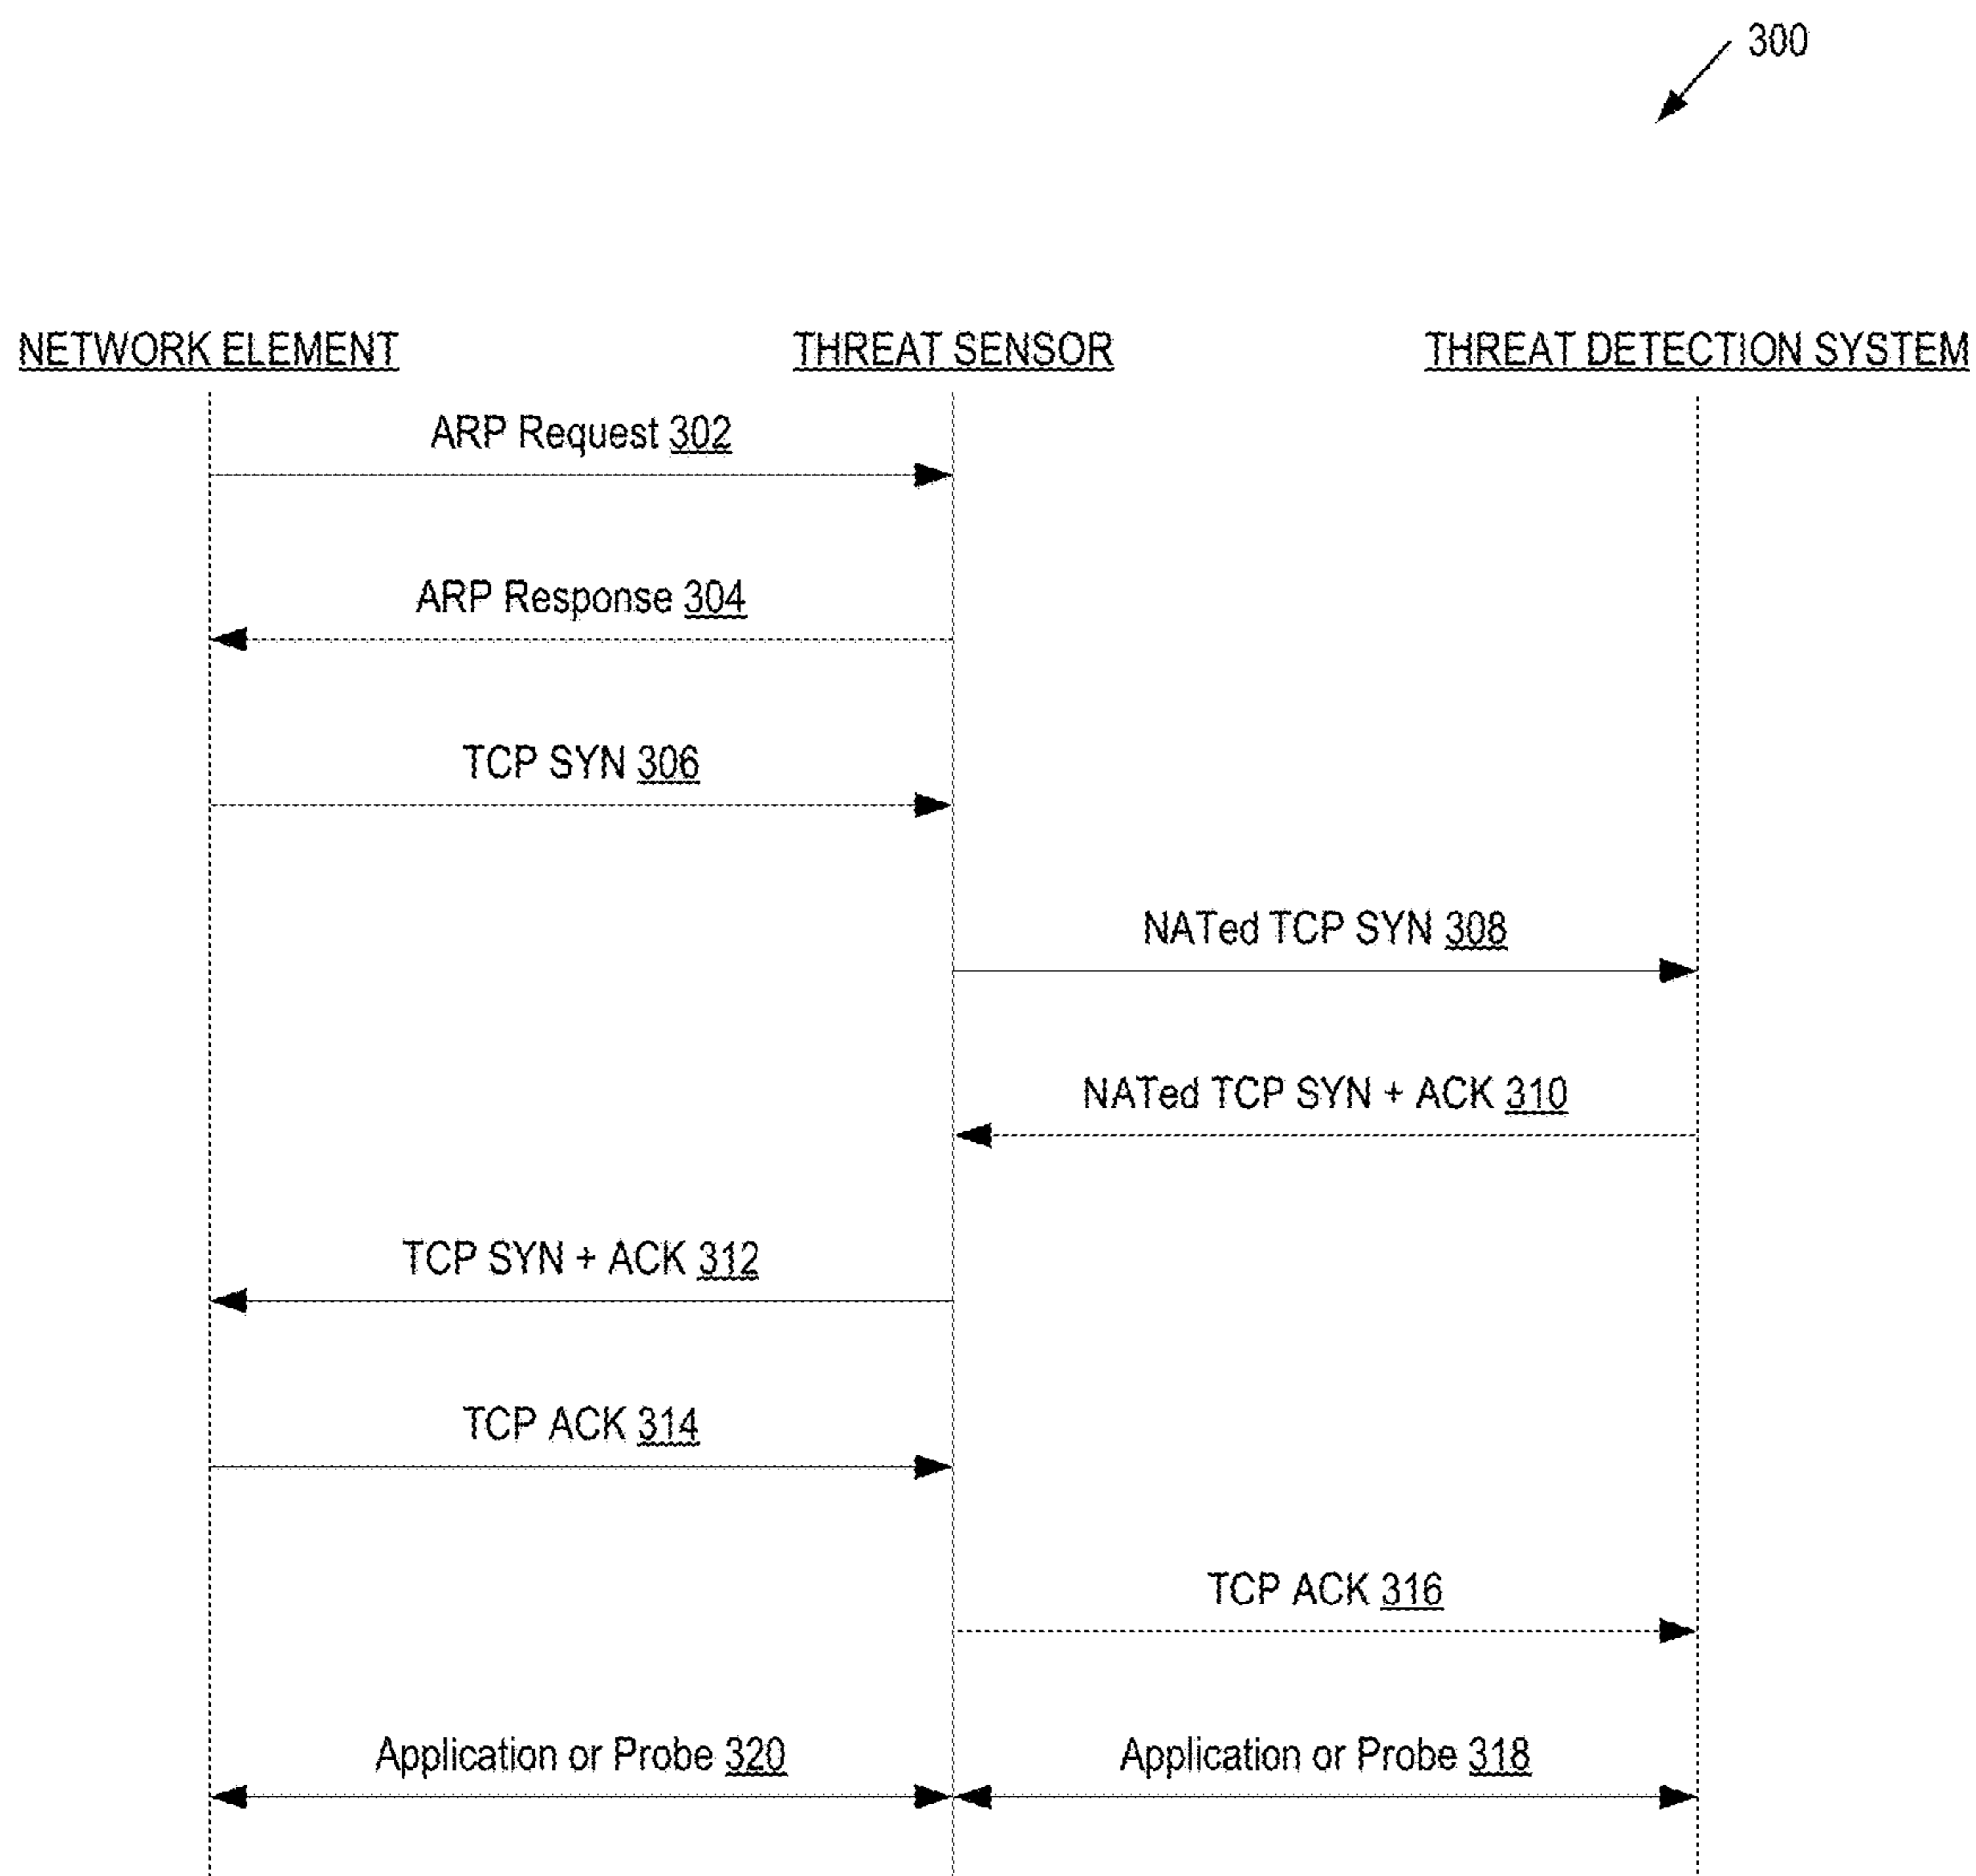 300
NETWORK ELEMENT
THREAT SENSOR
THREAT DETECTION SYSTEM
ARP Request 302
ARP Response 304
TCP SYN 306
NATed TCP SYN 308
NATed TCP SYN + ACK 310
TCP SYN + ACK 312
TCP ACK 314
TCP ACK 316
Application or Probe 320
Application or Probe 318